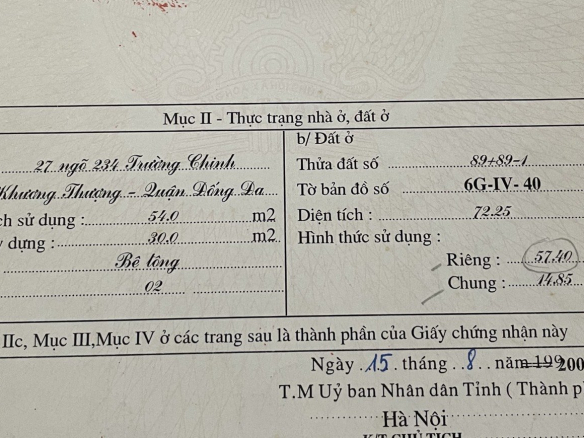 Mục II - Thực trạng nhà ở, đất ở
27 ngõ 234 Trường Chinh
Khương Thượng - Quận Đống Đa
ch sử dụng : 54.0 m2
dựng : 30.0 m2
Bê tông
02
b/ Đất ở
Thửa đất số 89+89-1
Tờ bản đồ số 6G-IV- 40
Diện tích : 72.25
Hình thức sử dụng :
Riêng : 57.40
Chung : 14.85
IIc, Mục III,Mục IV ở các trang sau là thành phần của Giấy chứng nhận này
Ngày .15. tháng ..8.. năm 199 200
T.M Uỷ ban Nhân dân Tỉnh ( Thành p
Hà Nội
K/T CHỦ TỊCH